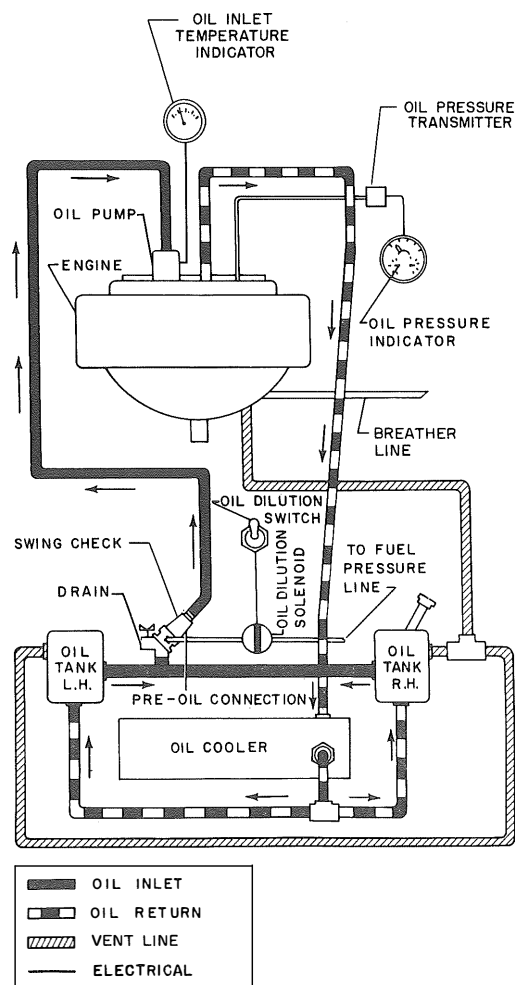 OIL INLET
TEMPERATURE
INDICATOR
OIL PRESSURE
TRANSMITTER
OIL PUMP
ENGINE
OIL PRESSURE
INDICATOR
BREATHER
LINE
OIL DILUTION
SWITCH
SWING CHECK
OIL DILUTION
SOLENOID
TO FUEL
PRESSURE
LINE
DRAIN
OIL
TANK
L.H.
OIL
TANK
R.H.
PRE-OIL CONNECTION
OIL COOLER
OIL INLET
OIL RETURN
VENT LINE
ELECTRICAL